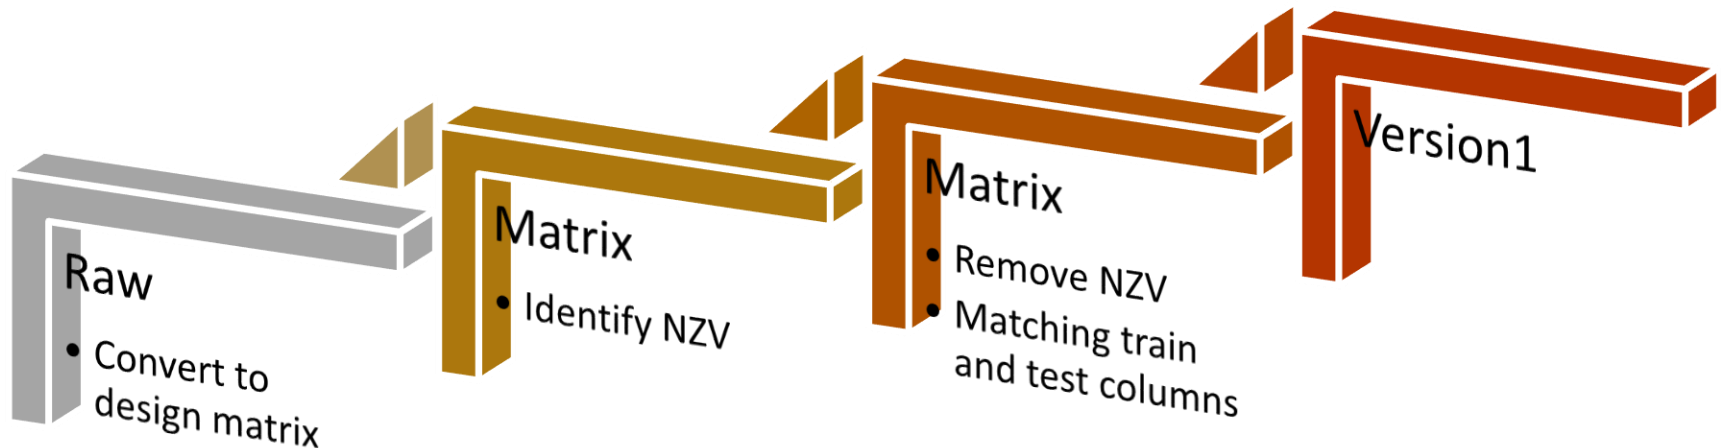 Raw
• Convert to
design matrix
Matrix
• Identify NZV
Matrix
• Remove NZV
• Matching train
and test columns
Version1